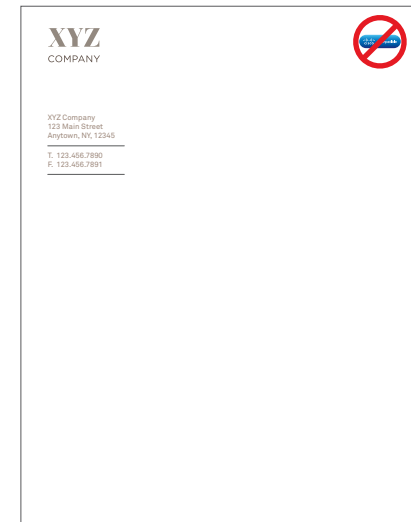 XYZ
COMPANY
XYZ Company
123 Main Street
Anytown, NY, 12345
T. 123.456.7890
F. 123.456.7891